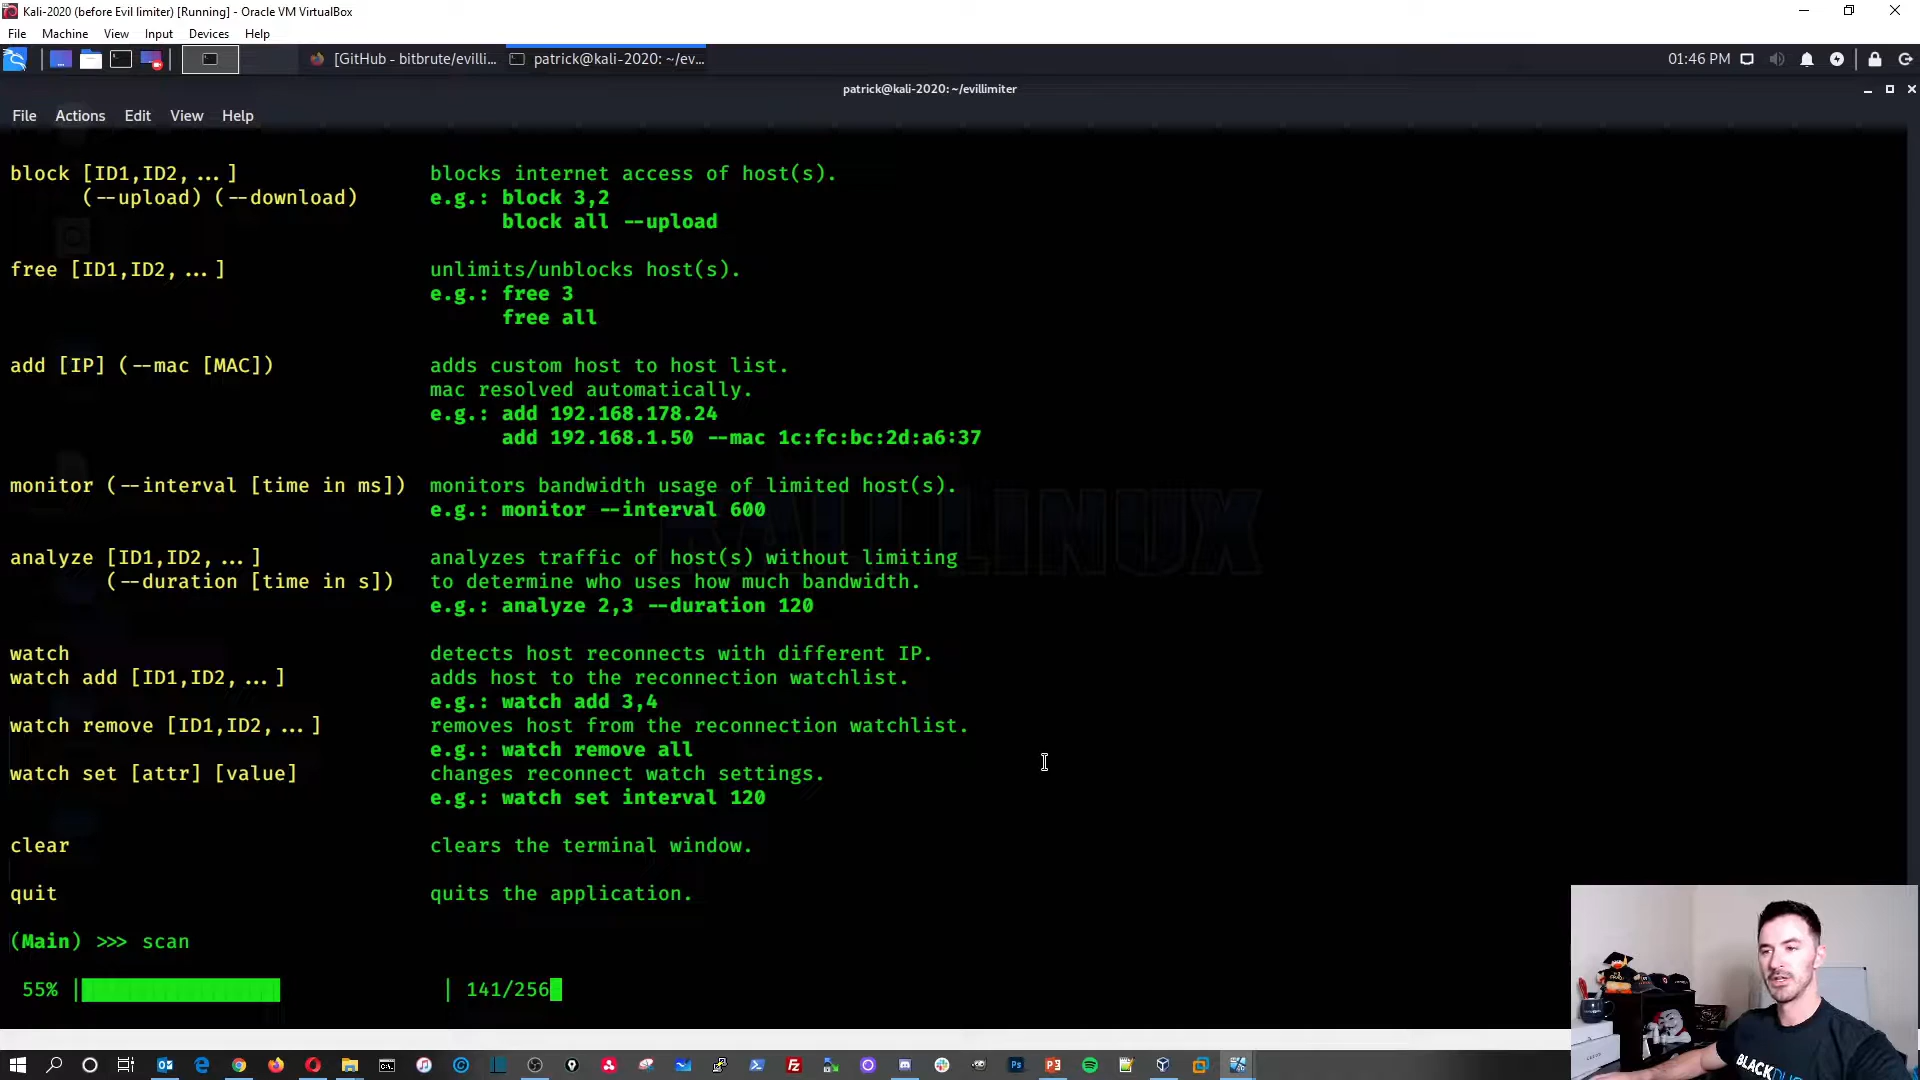 Kali-2020 (before Evil limiter) [Running] - Oracle VM VirtualBox
File Machine View Input Devices Help
[GitHub - bitbrute/evilli... patrick@kali-2020: ~/ev... 01:46 PM
patrick@kali-2020: ~/evillimiter
File Actions Edit View Help
block [ID1,ID2, ...] blocks internet access of host(s).
(--upload) (--download) e.g.: block 3,2
block all --upload
free [ID1,ID2, ...] unlimits/unblocks host(s).
e.g.: free 3
free all
add [IP] (--mac [MAC]) adds custom host to host list.
mac resolved automatically.
e.g.: add 192.168.178.24
add 192.168.1.50 --mac 1c:fc:bc:2d:a6:37
monitor (--interval [time in ms]) monitors bandwidth usage of limited host(s).
e.g.: monitor --interval 600
KALI LINUX
analyze [ID1,ID2, ...] analyzes traffic of host(s) without limiting
(--duration [time in s]) to determine who uses how much bandwidth.
e.g.: analyze 2,3 --duration 120
watch detects host reconnects with different IP.
watch add [ID1,ID2, ...] adds host to the reconnection watchlist.
e.g.: watch add 3,4
watch remove [ID1,ID2, ...] removes host from the reconnection watchlist.
e.g.: watch remove all
watch set [attr] [value] changes reconnect watch settings.
e.g.: watch set interval 120
clear clears the terminal window.
quit quits the application.
(Main) >>> scan
55% | | 141/256
BLACK